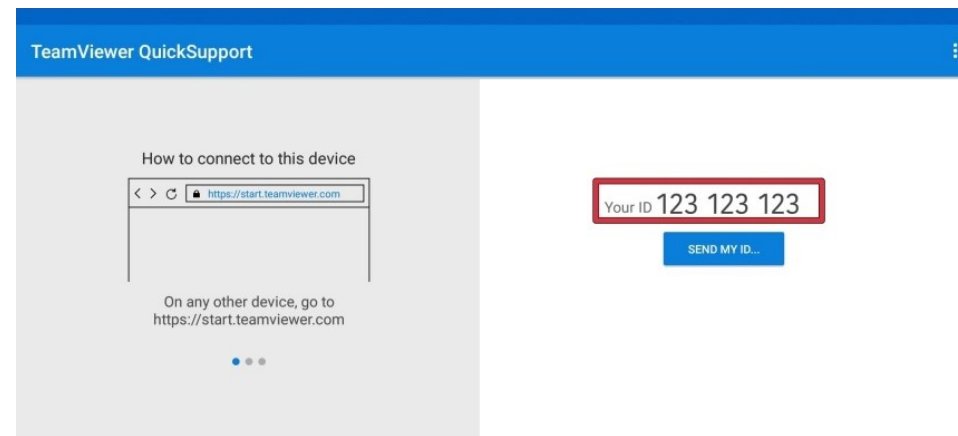 TeamViewer QuickSupport
How to connect to this device
https://start.teamviewer.com
On any other device, go to
https://start.teamviewer.com
Your ID 123 123 123
SEND MY ID...